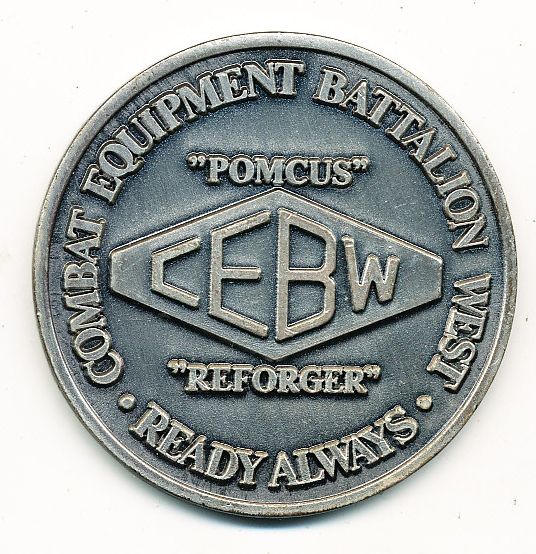 COMBAT EQUIPMENT BATTALION WEST
”POMCUS”
CEBW
”REFORGER”
• READY ALWAYS •